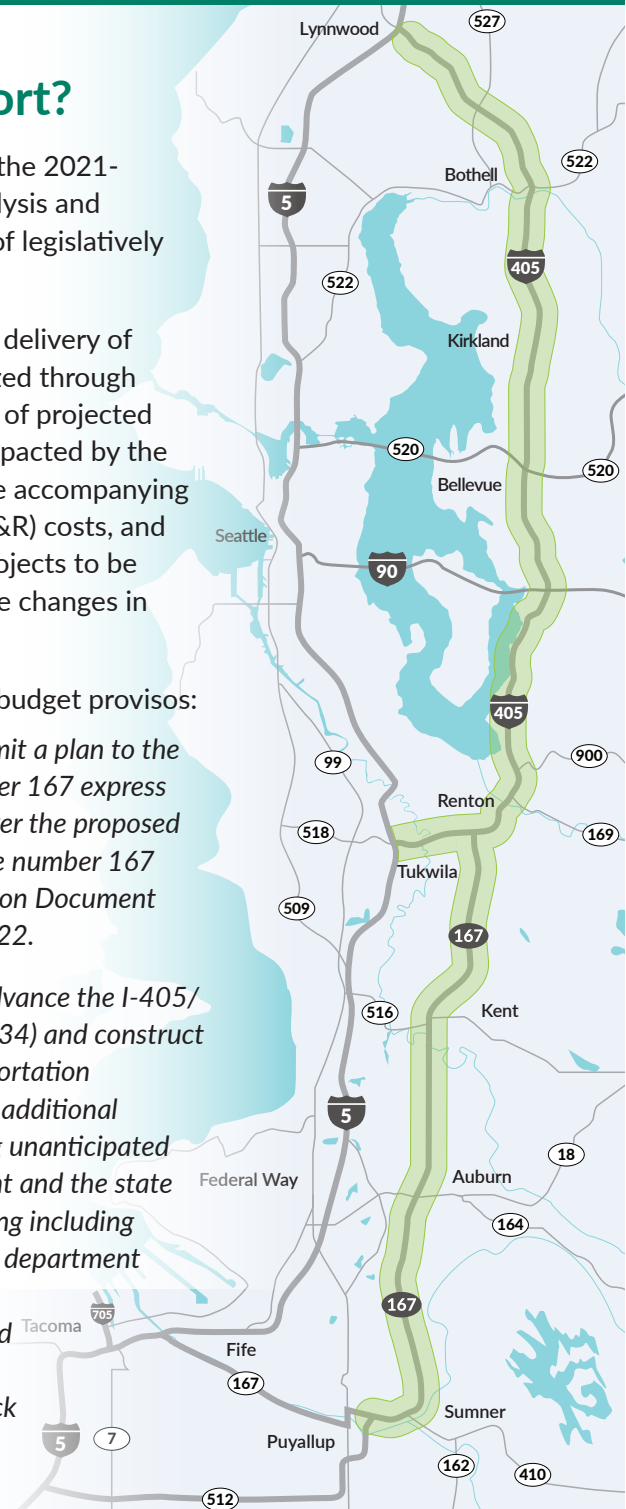 ort?
the 2021-
lysis and
of legislatively
delivery of
zed through
of projected
pacted by the
e accompanying
&R) costs, and
ojects to be
e changes in
budget provisos:
mit a plan to the
er 167 express
er the proposed
e number 167
on Document
22.
dvance the I-405/
34) and construct
ortation
additional
g unanticipated
nt and the state
ng including
department
d
ck
Lynnwood
527
522
Bothell
5
405
522
Kirkland
520
520
Bellevue
Seattle
90
405
99
900
Renton
518
169
Tukwila
509
167
516
Kent
5
18
Federal Way
Auburn
164
167
705
Tacoma
Fife
167
Sumner
5
7
Puyallup
162
410
512